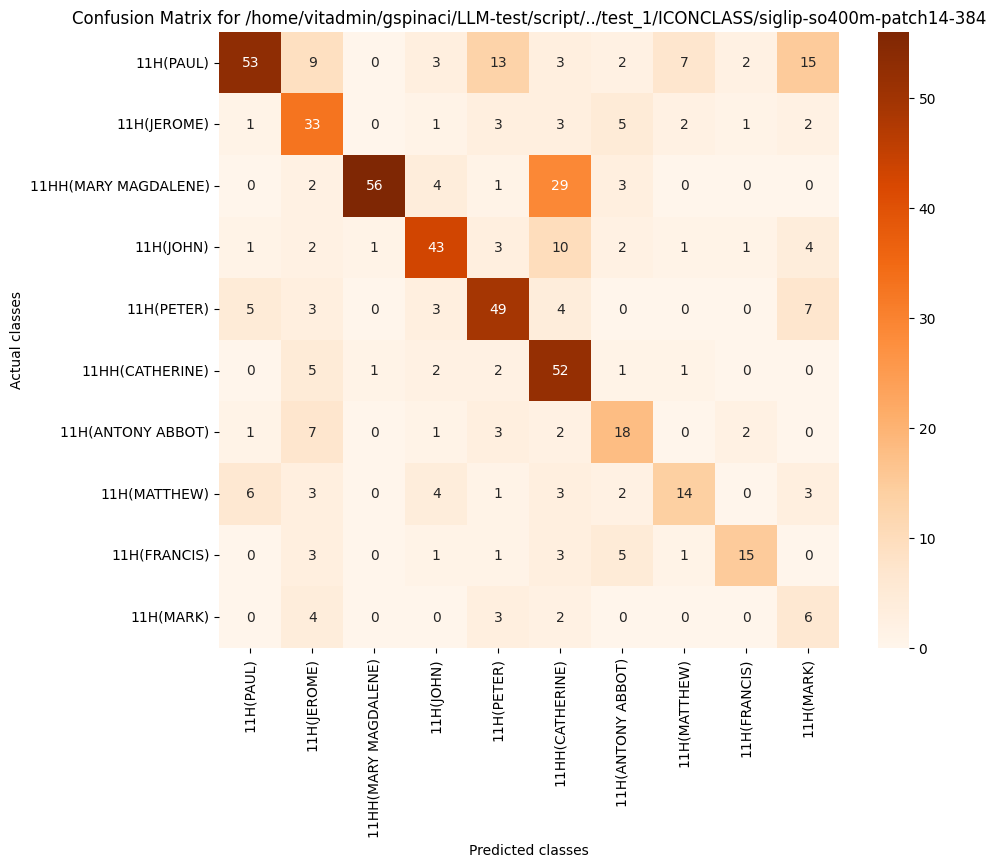 Confusion Matrix for /home/vitadmin/gspinaci/LLM-test/script/../test_1/ICONCLASS/siglip-so400m-patch14-384
Actual classes
11H(PAUL) 53 9 0 3 13 3 2 7 2 15
11H(JEROME) 1 33 0 1 3 3 5 2 1 2
11HH(MARY MAGDALENE) 0 2 56 4 1 29 3 0 0 0
11H(JOHN) 1 2 1 43 3 10 2 1 1 4
11H(PETER) 5 3 0 3 49 4 0 0 0 7
11HH(CATHERINE) 0 5 1 2 2 52 1 1 0 0
11H(ANTONY ABBOT) 1 7 0 1 3 2 18 0 2 0
11H(MATTHEW) 6 3 0 4 1 3 2 14 0 3
11H(FRANCIS) 0 3 0 1 1 3 5 1 15 0
11H(MARK) 0 4 0 0 3 2 0 0 0 6
11H(PAUL)
11H(JEROME)
11HH(MARY MAGDALENE)
11H(JOHN)
11H(PETER)
11HH(CATHERINE)
11H(ANTONY ABBOT)
11H(MATTHEW)
11H(FRANCIS)
11H(MARK)
Predicted classes
50
40
30
20
10
0